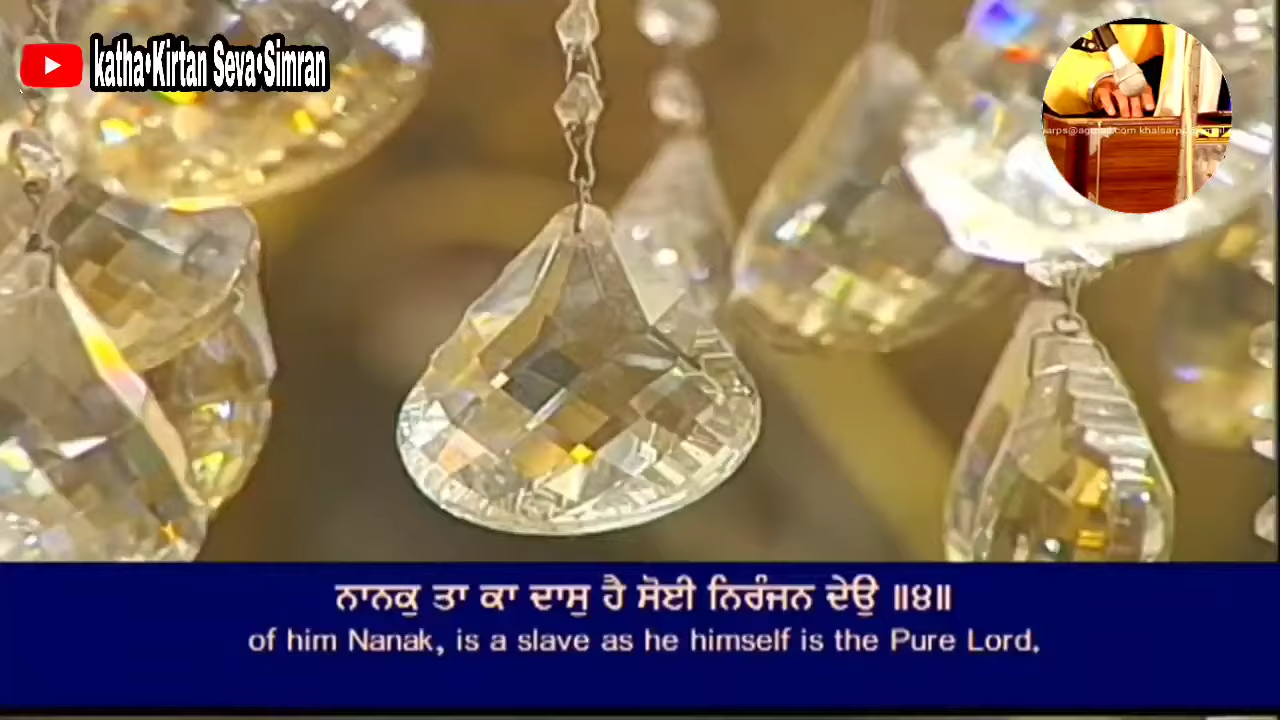 katha•Kirtan Seva•Simran
ਨਾਨਕੁ ਤਾ ਕਾ ਦਾਸੁ ਹੈ ਸੋਈ ਨਿਰੰਜਨ ਦੇਉ ॥੪॥
of him Nanak, is a slave as he himself is the Pure Lord.